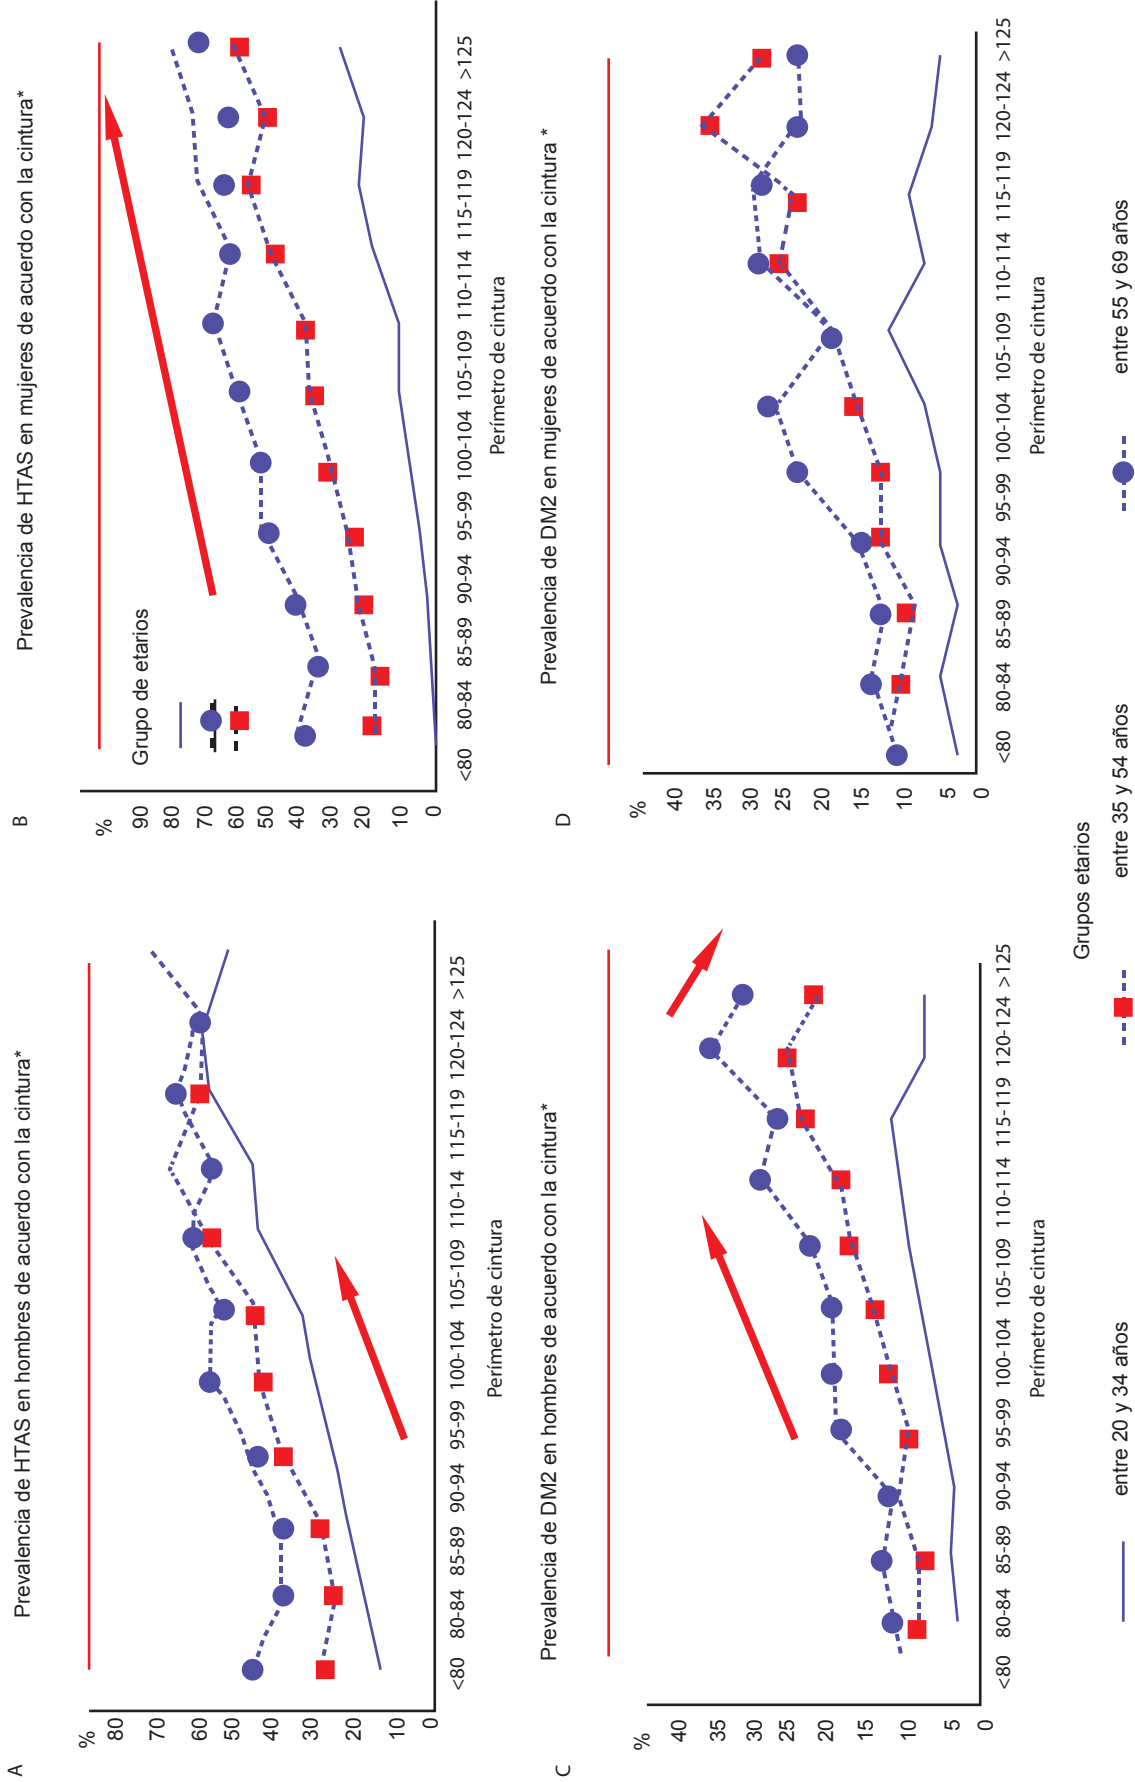 A
Prevalencia de HTAS en hombres de acuerdo con la cintura*
%
80
70
60
50
40
30
20
10
0
<80 80-84 85-89 90-94 95-99 100-104 105-109 110-14 115-119 120-124 >125
Perímetro de cintura
B
Prevalencia de HTAS en mujeres de acuerdo con la cintura*
Grupo de etarios
%
90
80
70
60
50
40
30
20
10
0
<80 80-84 85-89 90-94 95-99 100-104 105-109 110-114 115-119 120-124 >125
Perímetro de cintura
C
Prevalencia de DM2 en hombres de acuerdo con la cintura*
%
40
35
30
25
20
15
10
5
0
<80 80-84 85-89 90-94 95-99 100-104 105-109 110-114 115-119 120-124 >125
Perímetro de cintura
D
Prevalencia de DM2 en mujeres de acuerdo con la cintura *
%
40
35
30
25
20
15
10
5
0
<80 80-84 85-89 90-94 95-99 100-104 105-109 110-114 115-119 120-124 >125
Perímetro de cintura
Grupos etarios
entre 20 y 34 años entre 35 y 54 años entre 55 y 69 años